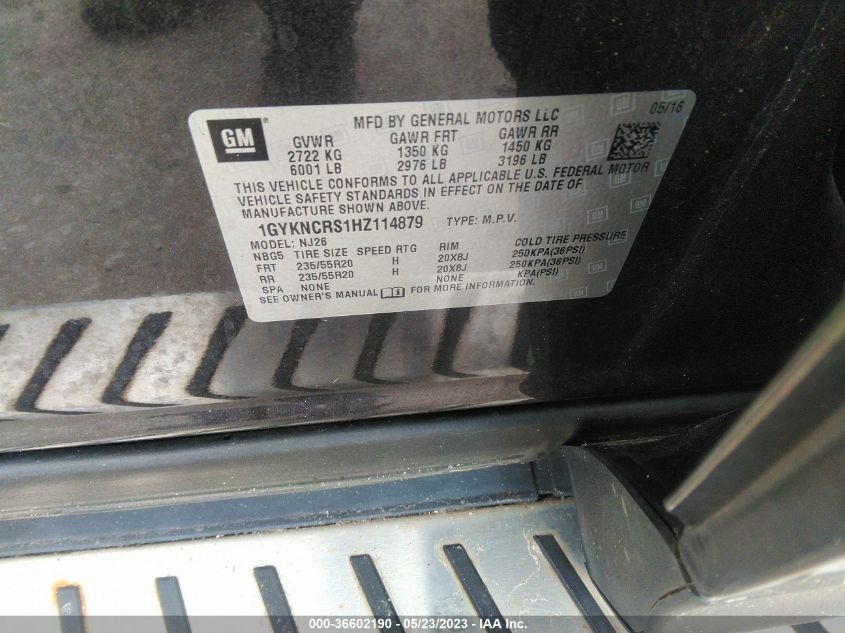 GM
MFD BY GENERAL MOTORS LLC
05/16
GVWR GAWR FRT GAWR RR
2722 KG 1350 KG 1450 KG
6001 LB 2976 LB 3196 LB
THIS VEHICLE CONFORMS TO ALL APPLICABLE U.S. FEDERAL MOTOR
VEHICLE SAFETY STANDARDS IN EFFECT ON THE DATE OF
MANUFACTURE SHOWN ABOVE.
1GYKNCRS1HZ114879 TYPE: M.P.V.
MODEL: NJ26
NBG5 TIRE SIZE SPEED RTG RIM COLD TIRE PRESSURE
FRT 235/55R20 H 20X8J 250KPA(36PSI)
RR 235/55R20 H 20X8J 250KPA(36PSI)
SPA NONE NONE KPA(PSI)
SEE OWNER'S MANUAL FOR MORE INFORMATION.
000-36602190 - 05/23/2023 - IAA Inc.